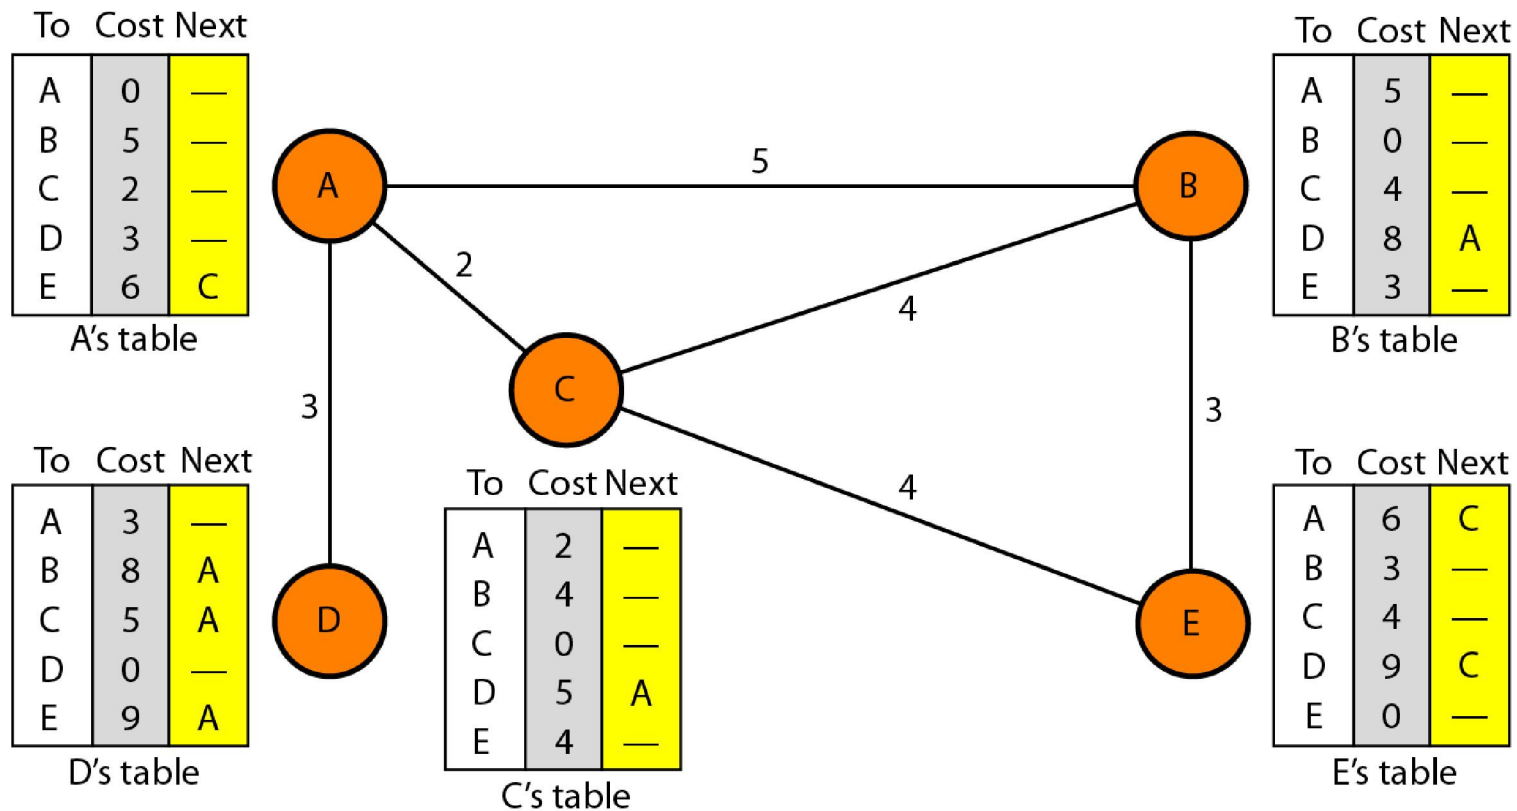 To Cost Next
A 0 —
B 5 —
C 2 —
D 3 —
E 6 C
A's table
To Cost Next
A 5 —
B 0 —
C 4 —
D 8 A
E 3 —
B's table
A
5
B
2
4
C
3
3
4
D
E
To Cost Next
A 3 —
B 8 A
C 5 A
D 0 —
E 9 A
D's table
To Cost Next
A 2 —
B 4 —
C 0 —
D 5 A
E 4 —
C's table
To Cost Next
A 6 C
B 3 —
C 4 —
D 9 C
E 0 —
E's table